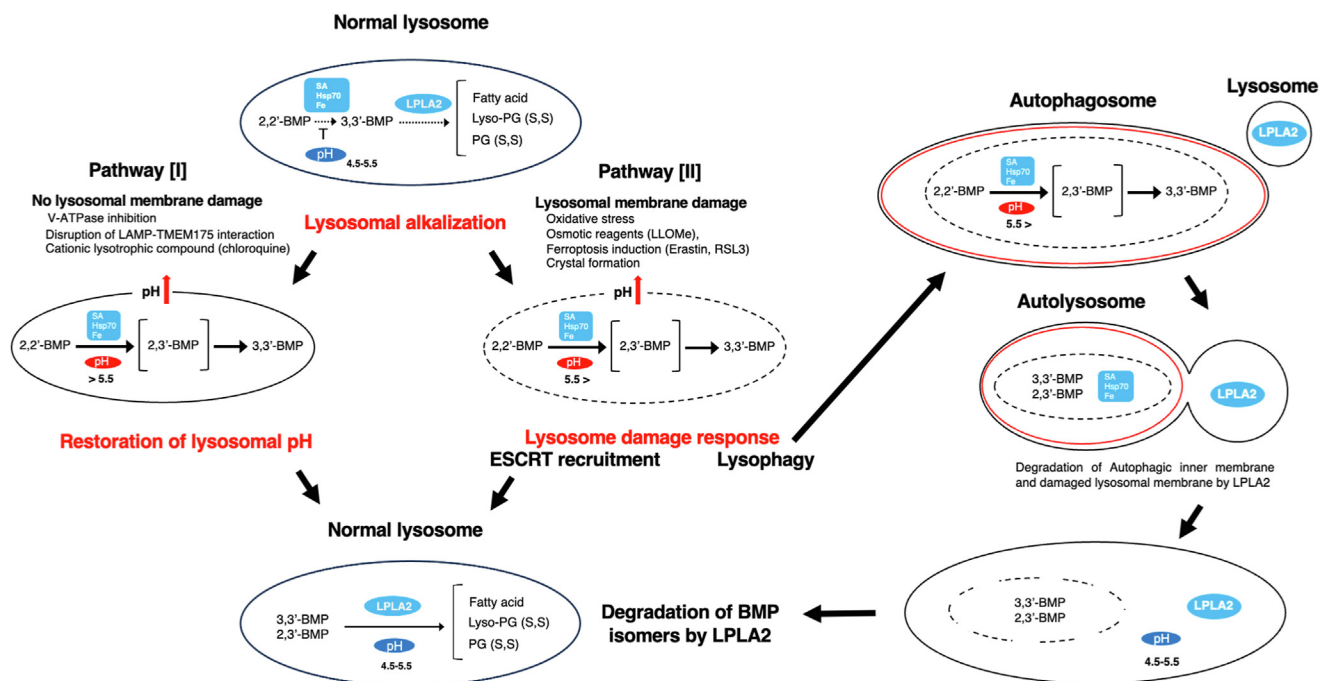 Normal lysosome
SA
Hsp70
Fe
2,2'-BMP
3,3'-BMP
LPLA2
Fatty acid
Lyso-PG (S,S)
PG (S,S)
pH
4.5-5.5
Pathway [I]
No lysosomal membrane damage
V-ATPase inhibition
Disruption of LAMP-TMEM175 interaction
Cationic lysotrophic compound (chloroquine)
Lysosomal alkalization
Pathway [II]
Lysosomal membrane damage
Oxidative stress
Osmotic reagents (LLOMe),
Ferroptosis induction (Erastin, RSL3)
Crystal formation
pH
SA
Hsp70
Fe
2,2'-BMP
2,3'-BMP
3,3'-BMP
pH
> 5.5
pH
SA
Hsp70
Fe
2,2'-BMP
2,3'-BMP
3,3'-BMP
pH
5.5 >
Restoration of lysosomal pH
Lysosome damage response
ESCRT recruitment
Lysophagy
Autophagosome
Lysosome
LPLA2
SA
Hsp70
Fe
2,2'-BMP
2,3'-BMP
3,3'-BMP
pH
5.5 >
Autolysosome
3,3'-BMP
2,3'-BMP
SA
Hsp70
Fe
LPLA2
Degradation of Autophagic inner membrane
and damaged lysosomal membrane by LPLA2
Normal lysosome
3,3'-BMP
2,3'-BMP
LPLA2
pH
4.5-5.5
Fatty acid
Lyso-PG (S,S)
PG (S,S)
Degradation of BMP
isomers by LPLA2
3,3'-BMP
2,3'-BMP
LPLA2
pH
4.5-5.5